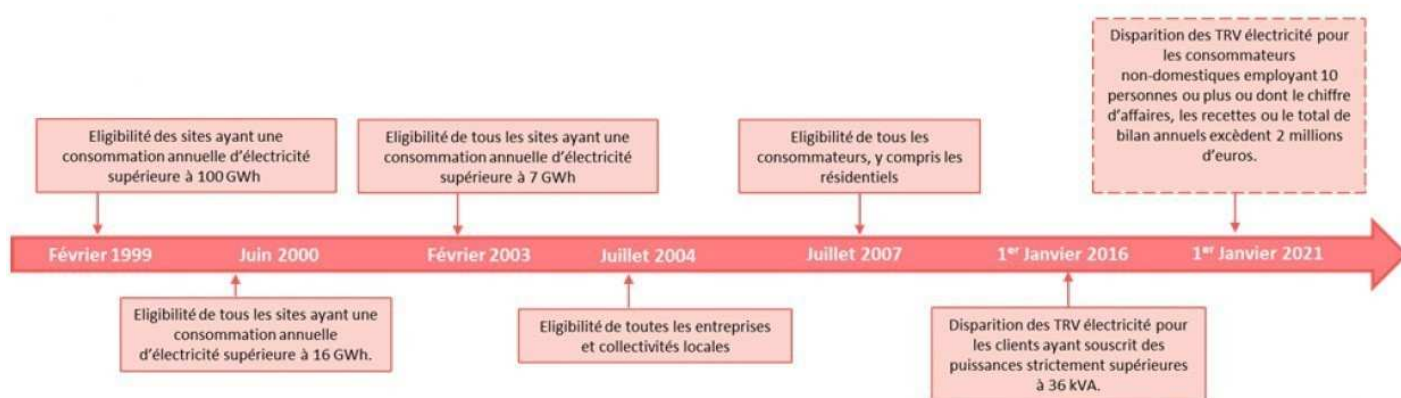 Disparition des TRV électricité pour
les consommateurs
non-domestiques employant 10
personnes ou plus ou dont le chiffre
d'affaires, les recettes ou le total de
bilan annuels excèdent 2 millions
d'euros.
Eligibilité des sites ayant une
consommation annuelle d'électricité
supérieure à 100 GWh
Eligibilité de tous les sites ayant une
consommation annuelle d'électricité
supérieure à 7 GWh
Eligibilité de tous les
consommateurs, y compris les
résidentiels
Février 1999
Juin 2000
Février 2003
Juillet 2004
Juillet 2007
1er Janvier 2016
1er Janvier 2021
Eligibilité de tous les sites ayant une
consommation annuelle
d'électricité supérieure à 16 GWh.
Eligibilité de toutes les entreprises
et collectivités locales
Disparition des TRV électricité pour
les clients ayant souscrit des
puissances strictement supérieures
à 36 kVA.